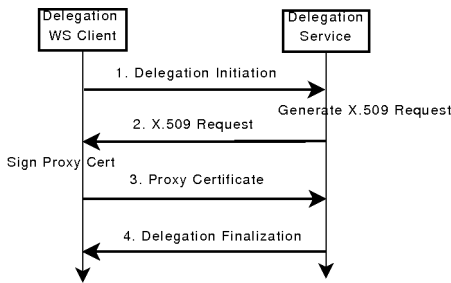 Delegation
WS Client
Delegation
Service
1. Delegation Initiation
Generate X.509 Request
2. X.509 Request
Sign Proxy Cert
3. Proxy Certificate
4. Delegation Finalization